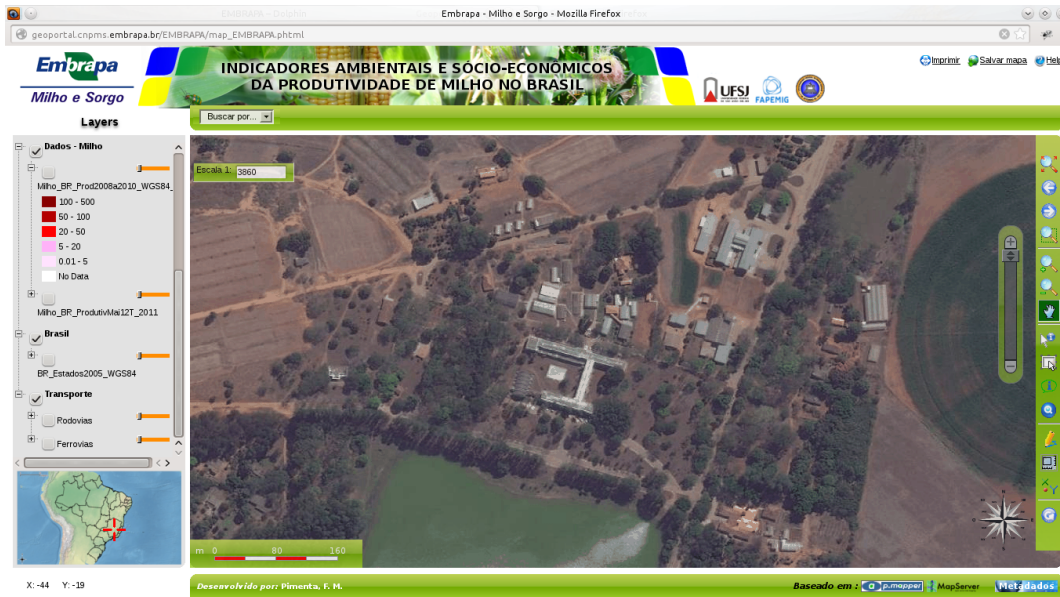 Embrapa - Milho e Sorgo - Mozilla Firefox
geoportal.cnpms.embrapa.br/EMBRAPA/map_EMBRAPA.phtml
Embrapa
Milho e Sorgo
INDICADORES AMBIENTAIS E SÓCIO-ECONÔMICOS
DA PRODUTIVIDADE DE MILHO NO BRASIL
UFSJ
FAPEMIG
Imprimir Salvar mapa Help
Layers
Buscar por...
Dados - Milho
Milho_BR_Prod2008a2010_WGS84_
100 - 500
50 - 100
20 - 50
5 - 20
0.01 - 5
No Data
Milho_BR_ProdutivMai12T_2011
Brasil
BR_Estados2005_WGS84
Transporte
Rodovias
Ferrovias
Escala 1: 3860
m 0 80 160
X: -44 Y: -19
Desenvolvido por: Pimenta, F. M.
Baseado em : p.mapper MapServer Metadados